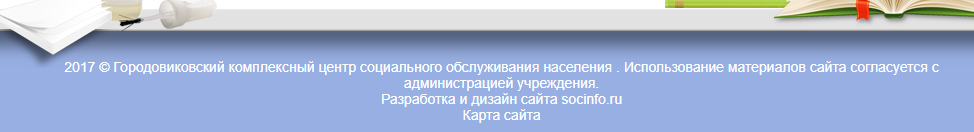 2017 © Городовиковский комплексный центр социального обслуживания населения . Использование материалов сайта согласуется с
администрацией учреждения.
Разработка и дизайн сайта socinfo.ru
Карта сайта